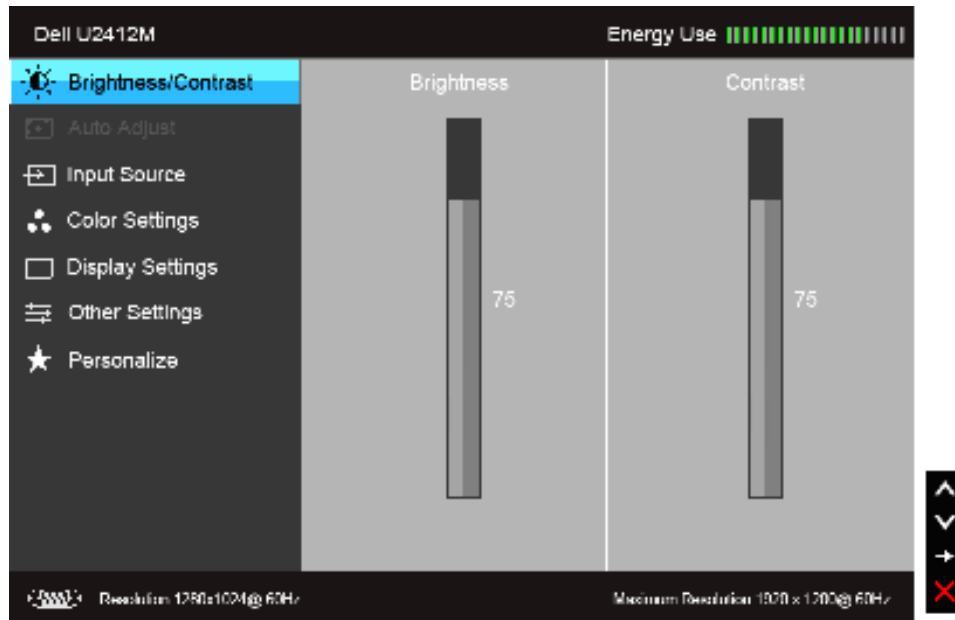 Dell U2412M
Energy Use
Brightness/Contrast
Auto Adjust
Input Source
Color Settings
Display Settings
Other Settings
Personalize
Brightness
75
Contrast
75
Resolution 1280x1024@ 60Hz
Maximum Resolution 1920 x 1200@ 60Hz